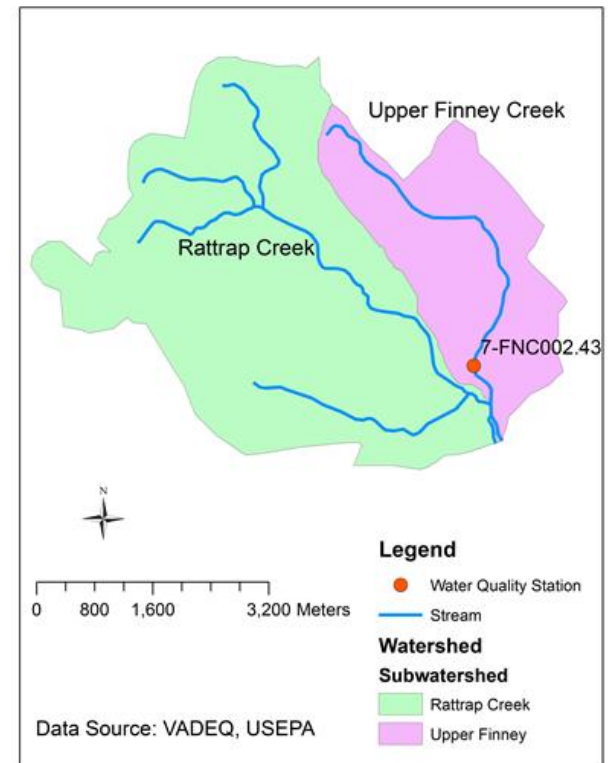 Upper Finney Creek
Rattrap Creek
7-FNC002.43
N
0 800 1,600 3,200 Meters
Legend
Water Quality Station
Stream
Watershed
Subwatershed
Rattrap Creek
Upper Finney
Data Source: VADEQ, USEPA